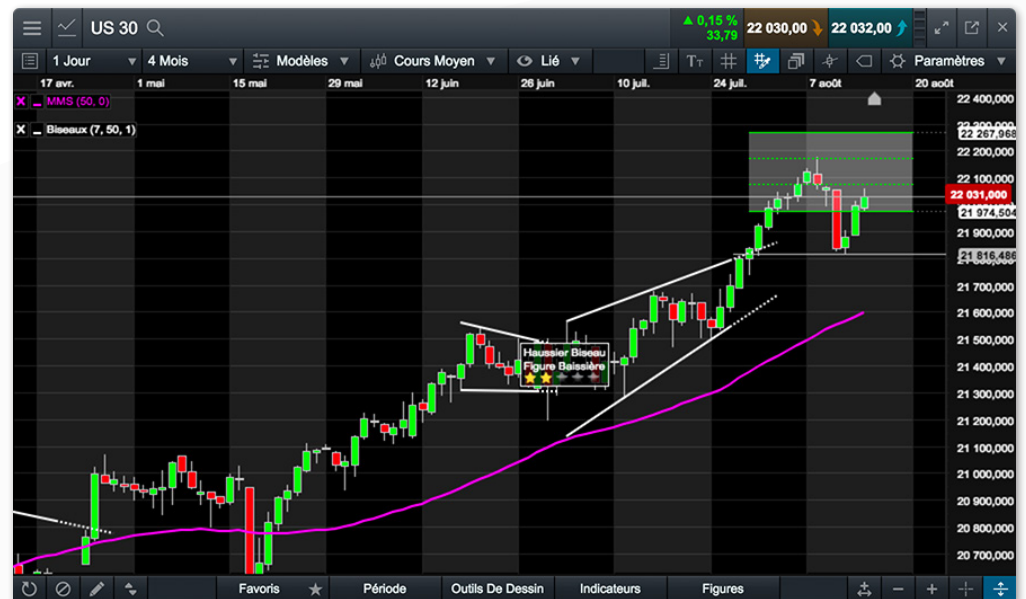 US 30
0,15 %
33,79
22 030,00
22 032,00
1 Jour
4 Mois
Modèles
Cours Moyen
Lié
Paramètres
17 avr.
1 mai
15 mai
29 mai
12 juin
26 juin
10 juil.
24 juil.
7 août
20 août
X MMS (50, 0)
X Biseaux (7, 50, 1)
22 400,000
22 300,000
22 267,968
22 200,000
22 100,000
22 031,000
21 974,504
21 900,000
21 816,486
21 800,000
21 700,000
21 600,000
21 500,000
21 400,000
21 300,000
21 200,000
21 100,000
21 000,000
20 900,000
20 800,000
20 700,000
Haussier Biseau
Figure Baissière
Favoris
Période
Outils De Dessin
Indicateurs
Figures